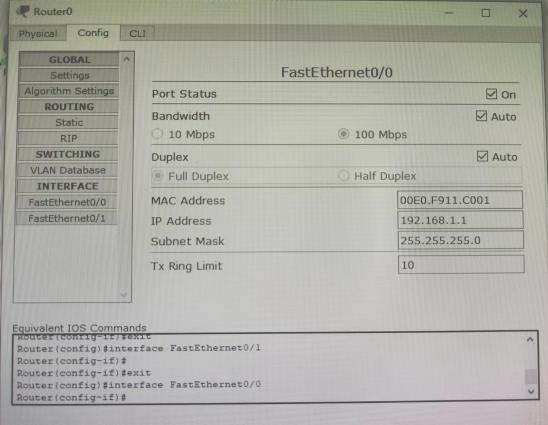 Router0
Physical Config CLI
GLOBAL
Settings
Algorithm Settings
ROUTING
Static
RIP
SWITCHING
VLAN Database
INTERFACE
FastEthernet0/0
FastEthernet0/1
FastEthernet0/0
Port Status On
Bandwidth Auto
10 Mbps 100 Mbps
Duplex Auto
Full Duplex Half Duplex
MAC Address 00E0.F911.C001
IP Address 192.168.1.1
Subnet Mask 255.255.255.0
Tx Ring Limit 10
Equivalent IOS Commands
Router(config-if)#exit
Router(config)#interface FastEthernet0/1
Router(config-if)#
Router(config-if)#exit
Router(config)#interface FastEthernet0/0
Router(config-if)#